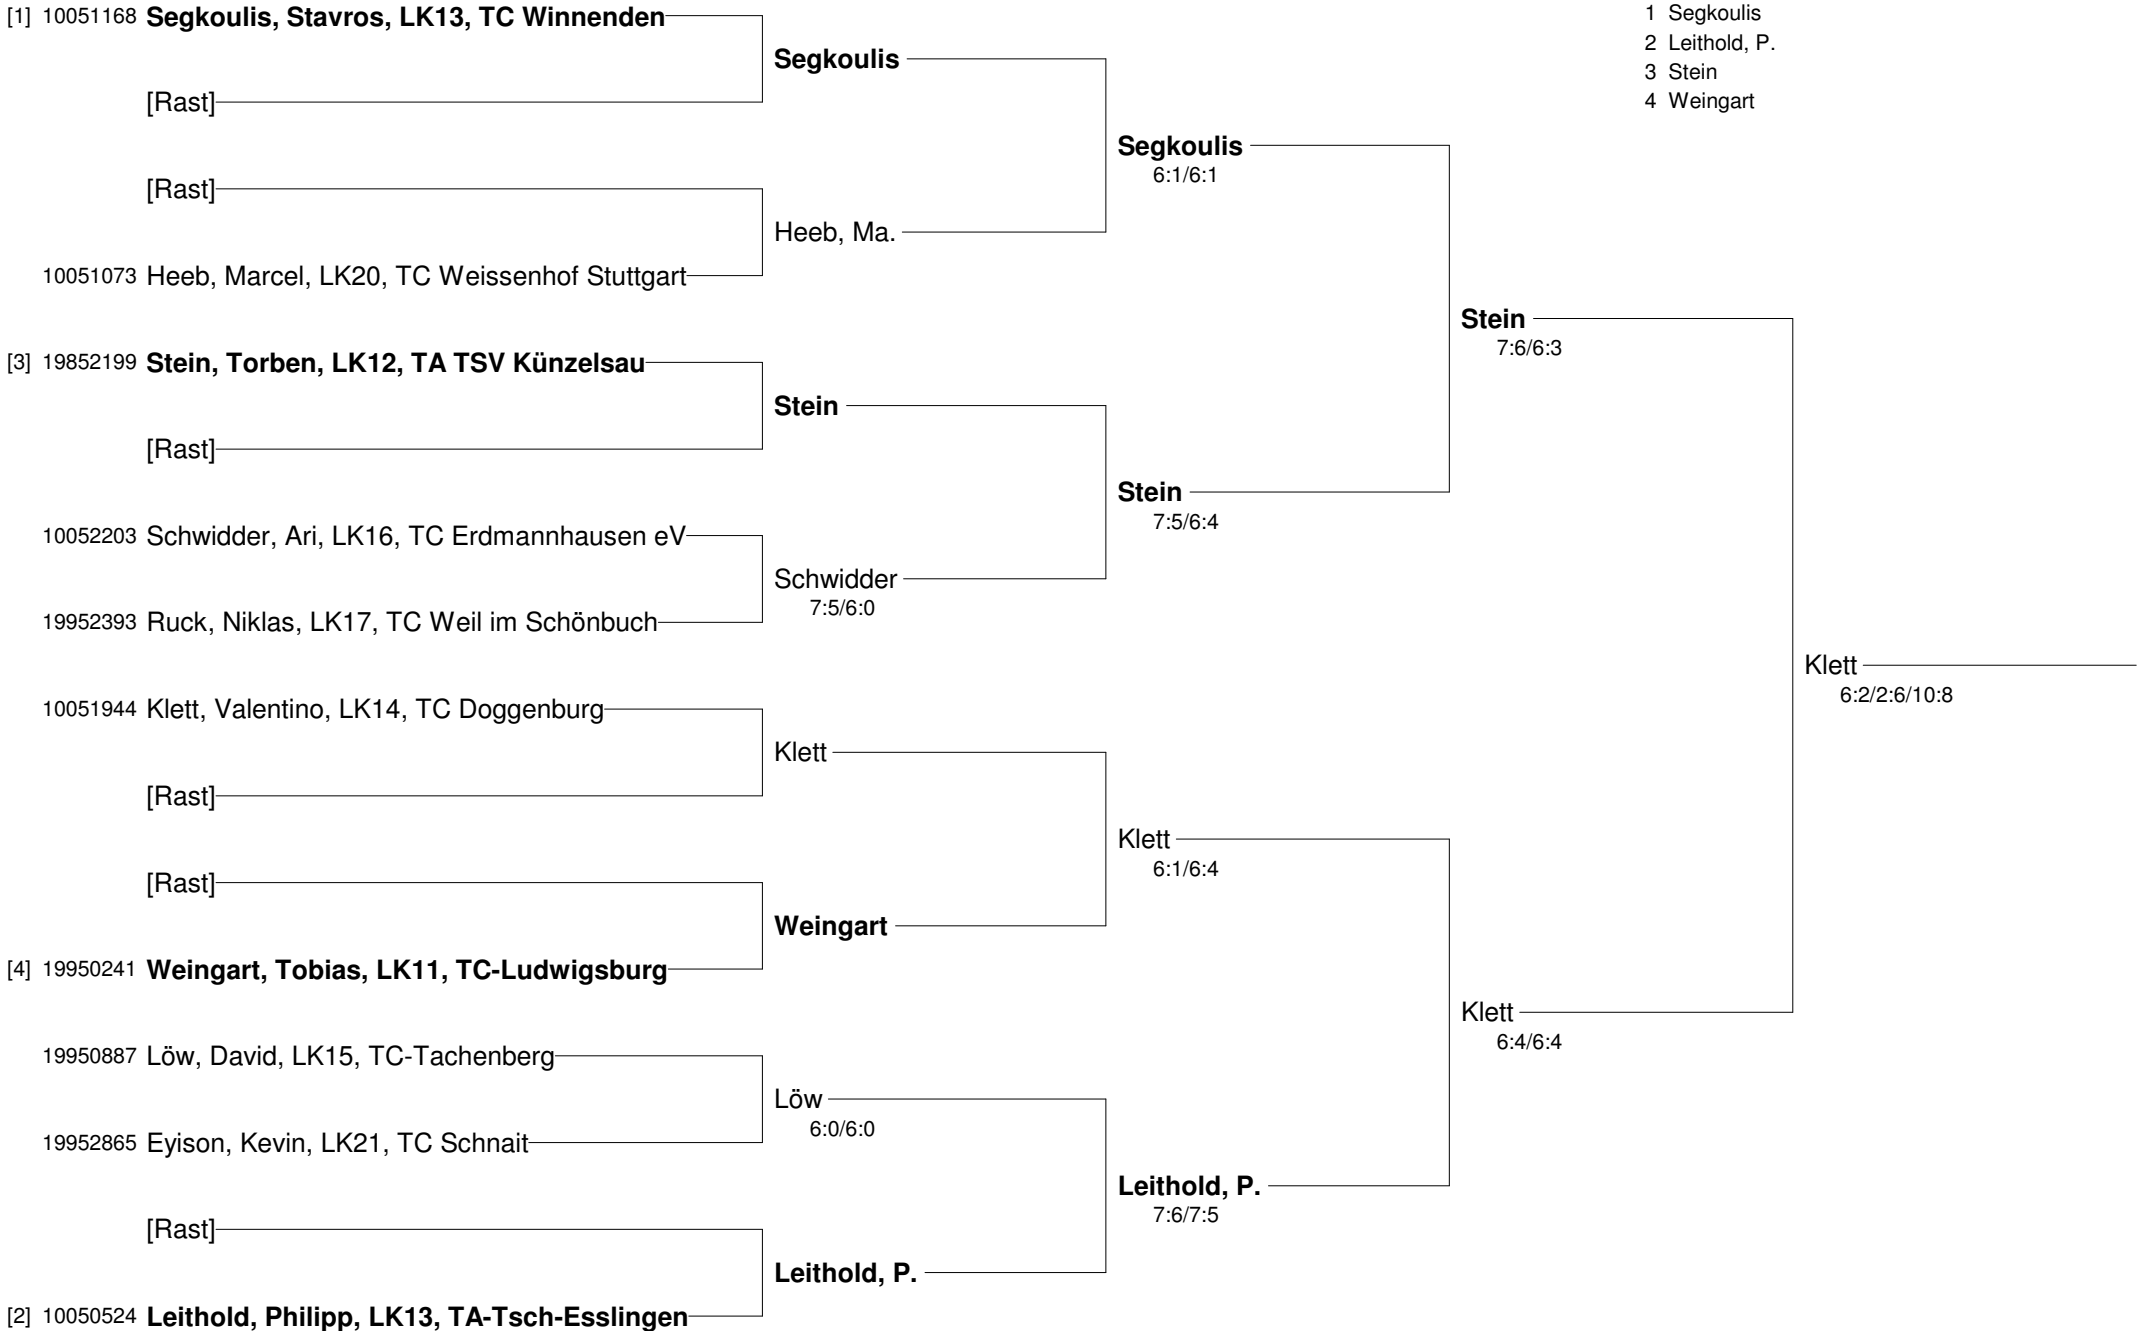 [1] 10051168 Segkoulis, Stavros, LK13, TC Winnenden
[Rast]
[Rast]
10051073 Heeb, Marcel, LK20, TC Weissenhof Stuttgart
[3] 19852199 Stein, Torben, LK12, TA TSV Künzelsau
[Rast]
10052203 Schwidder, Ari, LK16, TC Erdmannhausen eV
19952393 Ruck, Niklas, LK17, TC Weil im Schönbuch
10051944 Klett, Valentino, LK14, TC Doggenburg
[Rast]
[Rast]
[4] 19950241 Weingart, Tobias, LK11, TC-Ludwigsburg
19950887 Löw, David, LK15, TC-Tachenberg
19952865 Eyison, Kevin, LK21, TC Schnait
[Rast]
[2] 10050524 Leithold, Philipp, LK13, TA-Tsch-Esslingen
Segkoulis
Heeb, Ma.
Stein
Schwidder
7:5/6:0
Klett
Weingart
Löw
6:0/6:0
Leithold, P.
Segkoulis
6:1/6:1
Stein
7:5/6:4
Klett
6:1/6:4
Leithold, P.
7:6/7:5
Stein
7:6/6:3
Klett
6:4/6:4
Klett
6:2/2:6/10:8
1 Segkoulis
2 Leithold, P.
3 Stein
4 Weingart